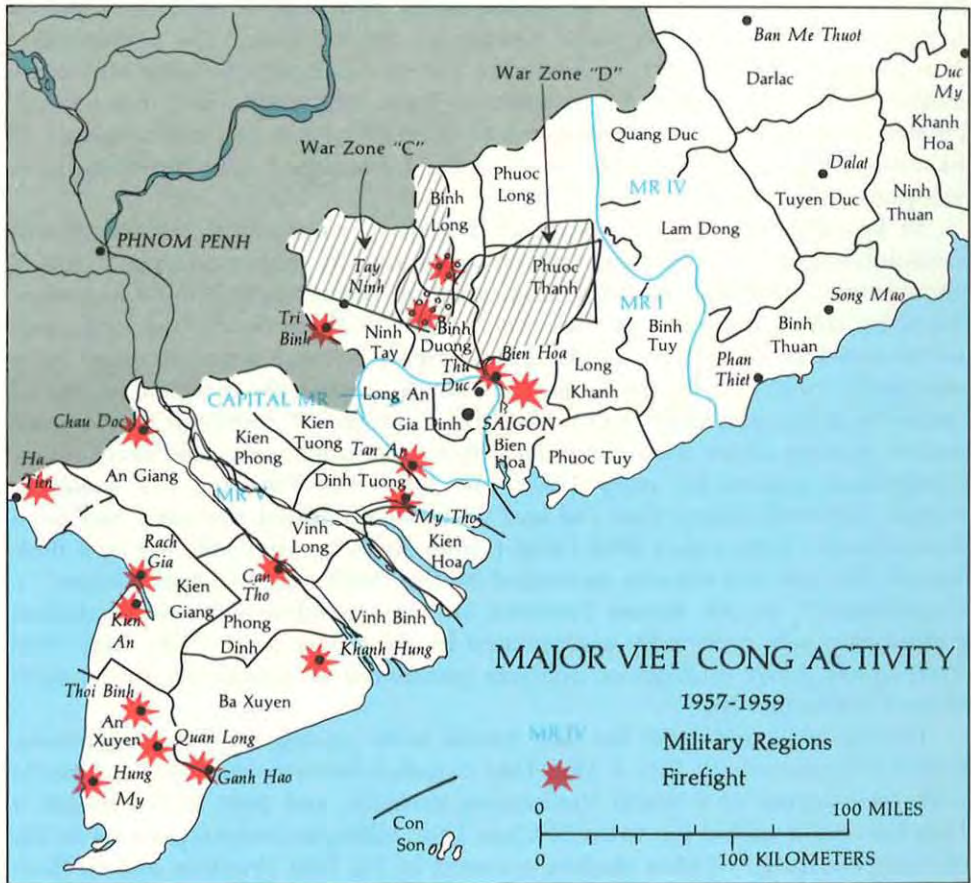 Ban Me Thuot
Darlac
Duc
My
Khanh
Hoa
War Zone "D"
Quang Duc
War Zone "C"
Phuoc
Long
Binh
Long
MR IV
Dalat
Tuyen Duc
Ninh
Thuan
PHNOM PENH
Lam Dong
Tay
Ninh
Phuoc
Thanh
MR I
Song Mao
Tri
Binh
Ninh
Tay
Binh
Duong
Binh
Tuy
Binh
Thuan
Bien Hoa
Thu
Duc
Long
Khanh
Phan
Thiet
CAPITAL MR
Long An
Gia Dinh
SAIGON
Chau Doc
Kien
Phong
Kien
Tuong
Tan An
Bien
Hoa
Phuoc Tuy
Ha
Tien
An Giang
MR V
Dinh Tuong
My Tho
Vinh
Long
Kien
Hoa
Rach
Gia
Kien
Giang
Can
Tho
Kien
An
Phong
Dinh
Vinh Binh
Khanh Hung
Thoi Binh
An
Xuyen
Ba Xuyen
Quan Long
Ganh Hao
Hung
My
Con
Son
MAJOR VIET CONG ACTIVITY
1957-1959
MR IV Military Regions
Firefight
0 100 MILES
0 100 KILOMETERS